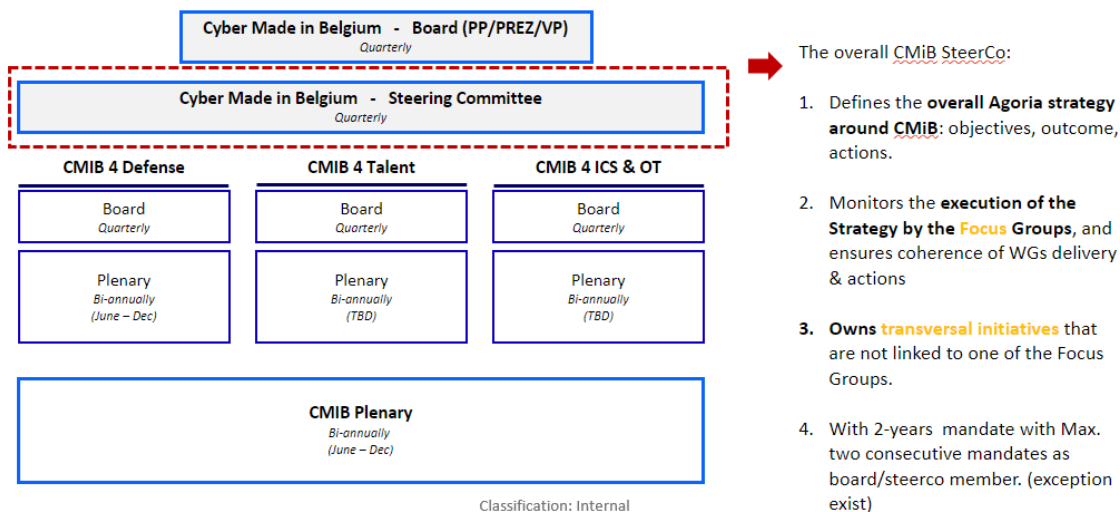 Cyber Made in Belgium - Board (PP/PREZ/VP)
Quarterly
Cyber Made in Belgium - Steering Committee
Quarterly
CMIB 4 Defense
Board
Quarterly
Plenary
Bi-annually
(June – Dec)
CMIB 4 Talent
Board
Quarterly
Plenary
Bi-annually
(TBD)
CMIB 4 ICS & OT
Board
Quarterly
Plenary
Bi-annually
(TBD)
CMIB Plenary
Bi-annually
(June – Dec)
Classification: Internal
The overall CMiB SteerCo:
1. Defines the overall Agoria strategy
around CMiB: objectives, outcome,
actions.
2. Monitors the execution of the
Strategy by the Focus Groups, and
ensures coherence of WGs delivery
& actions
3. Owns transversal initiatives that
are not linked to one of the Focus
Groups.
4. With 2-years mandate with Max.
two consecutive mandates as
board/steerco member. (exception
exist)